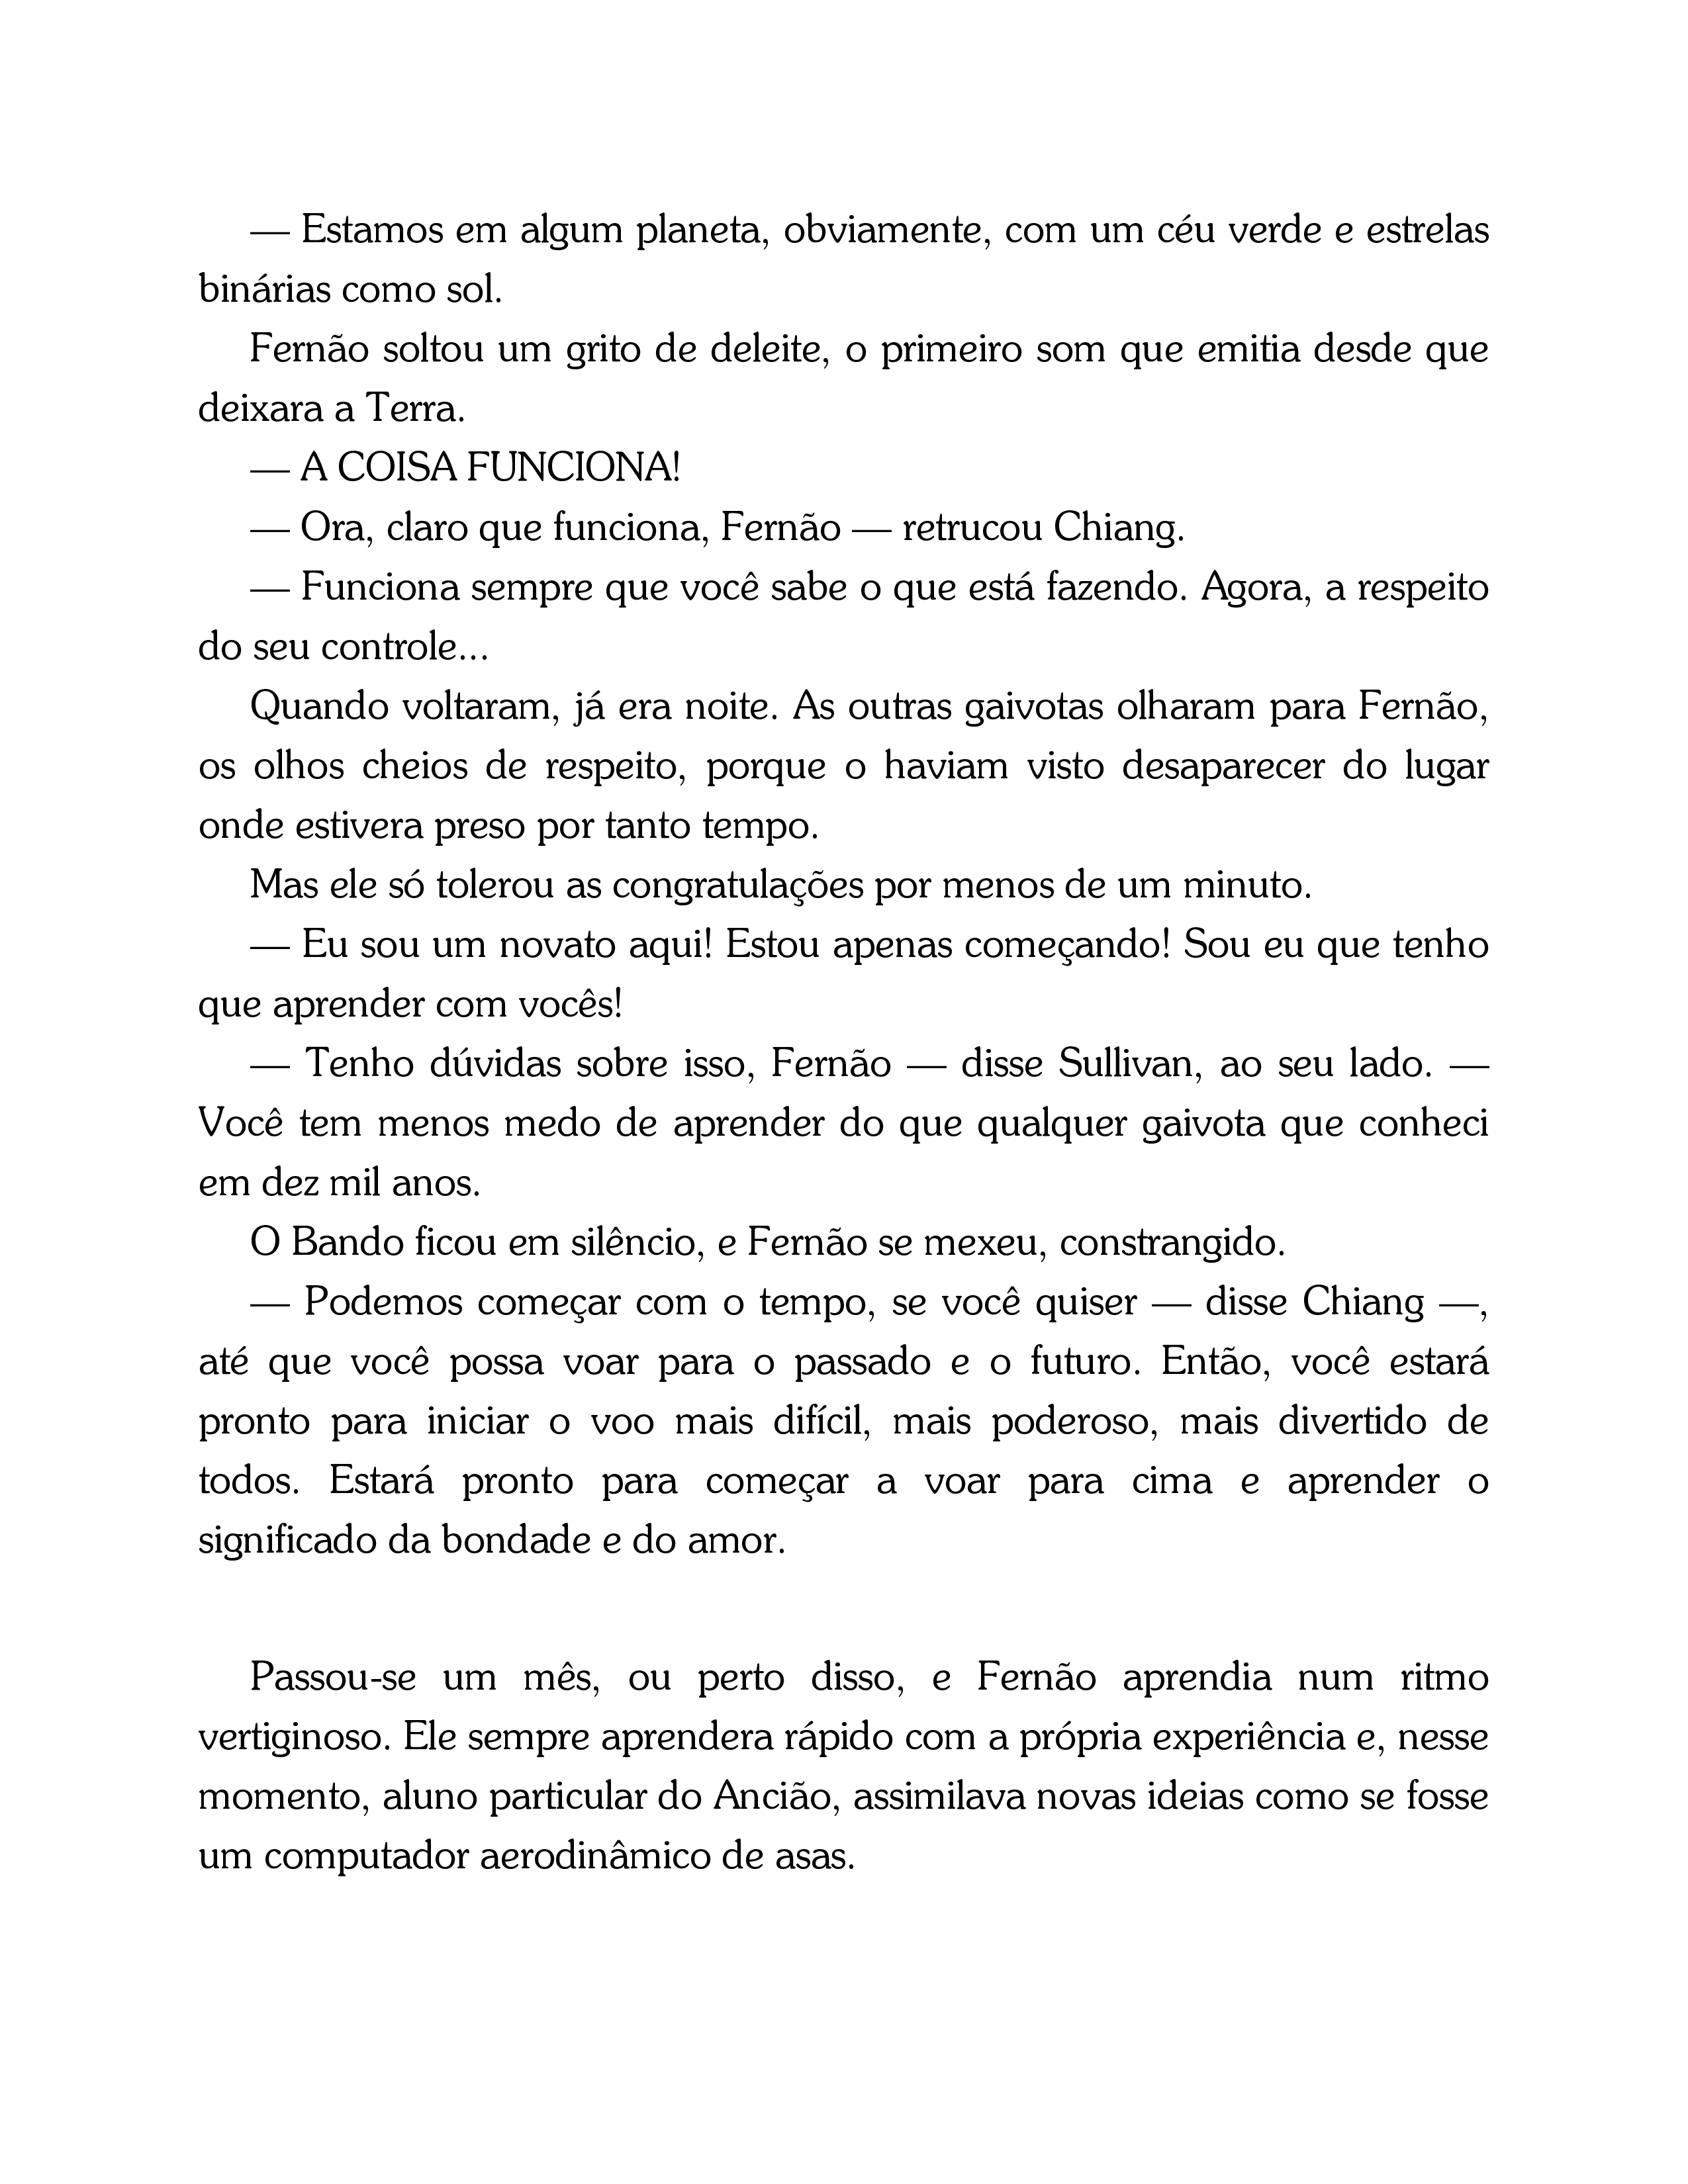 — Estamos em algum planeta, obviamente, com um céu verde e estrelas
binárias como sol.
Fernão soltou um grito de deleite, o primeiro som que emitia desde que
deixara a Terra.
— A COISA FUNCIONA!
— Ora, claro que funciona, Fernão — retrucou Chiang.
— Funciona sempre que você sabe o que está fazendo. Agora, a respeito
do seu controle...
Quando voltaram, já era noite. As outras gaivotas olharam para Fernão,
os olhos cheios de respeito, porque o haviam visto desaparecer do lugar
onde estivera preso por tanto tempo.
Mas ele só tolerou as congratulações por menos de um minuto.
— Eu sou um novato aqui! Estou apenas começando! Sou eu que tenho
que aprender com vocês!
— Tenho dúvidas sobre isso, Fernão — disse Sullivan, ao seu lado. —
Você tem menos medo de aprender do que qualquer gaivota que conheci
em dez mil anos.
O Bando ficou em silêncio, e Fernão se mexeu, constrangido.
— Podemos começar com o tempo, se você quiser — disse Chiang —,
até que você possa voar para o passado e o futuro. Então, você estará
pronto para iniciar o voo mais difícil, mais poderoso, mais divertido de
todos. Estará pronto para começar a voar para cima e aprender o
significado da bondade e do amor.
Passou-se um mês, ou perto disso, e Fernão aprendia num ritmo
vertiginoso. Ele sempre aprendera rápido com a própria experiência e, nesse
momento, aluno particular do Ancião, assimilava novas ideias como se fosse
um computador aerodinâmico de asas.